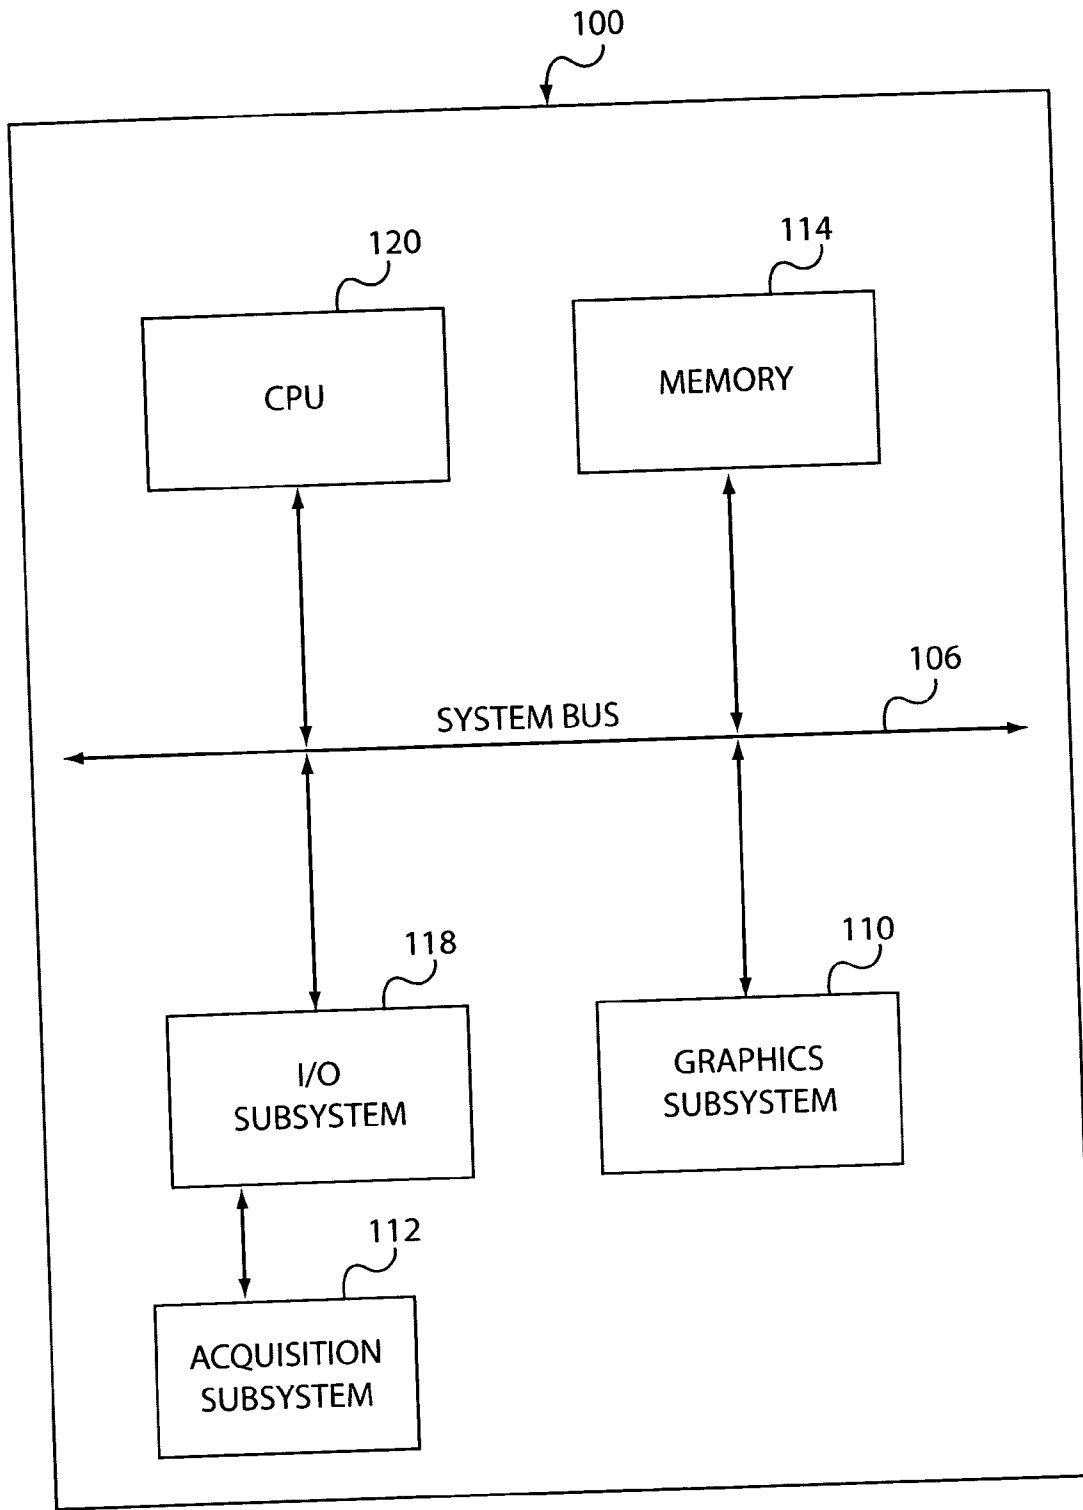 100
120
114
CPU
MEMORY
106
SYSTEM BUS
118
110
I/O
SUBSYSTEM
GRAPHICS
SUBSYSTEM
112
ACQUISITION
SUBSYSTEM